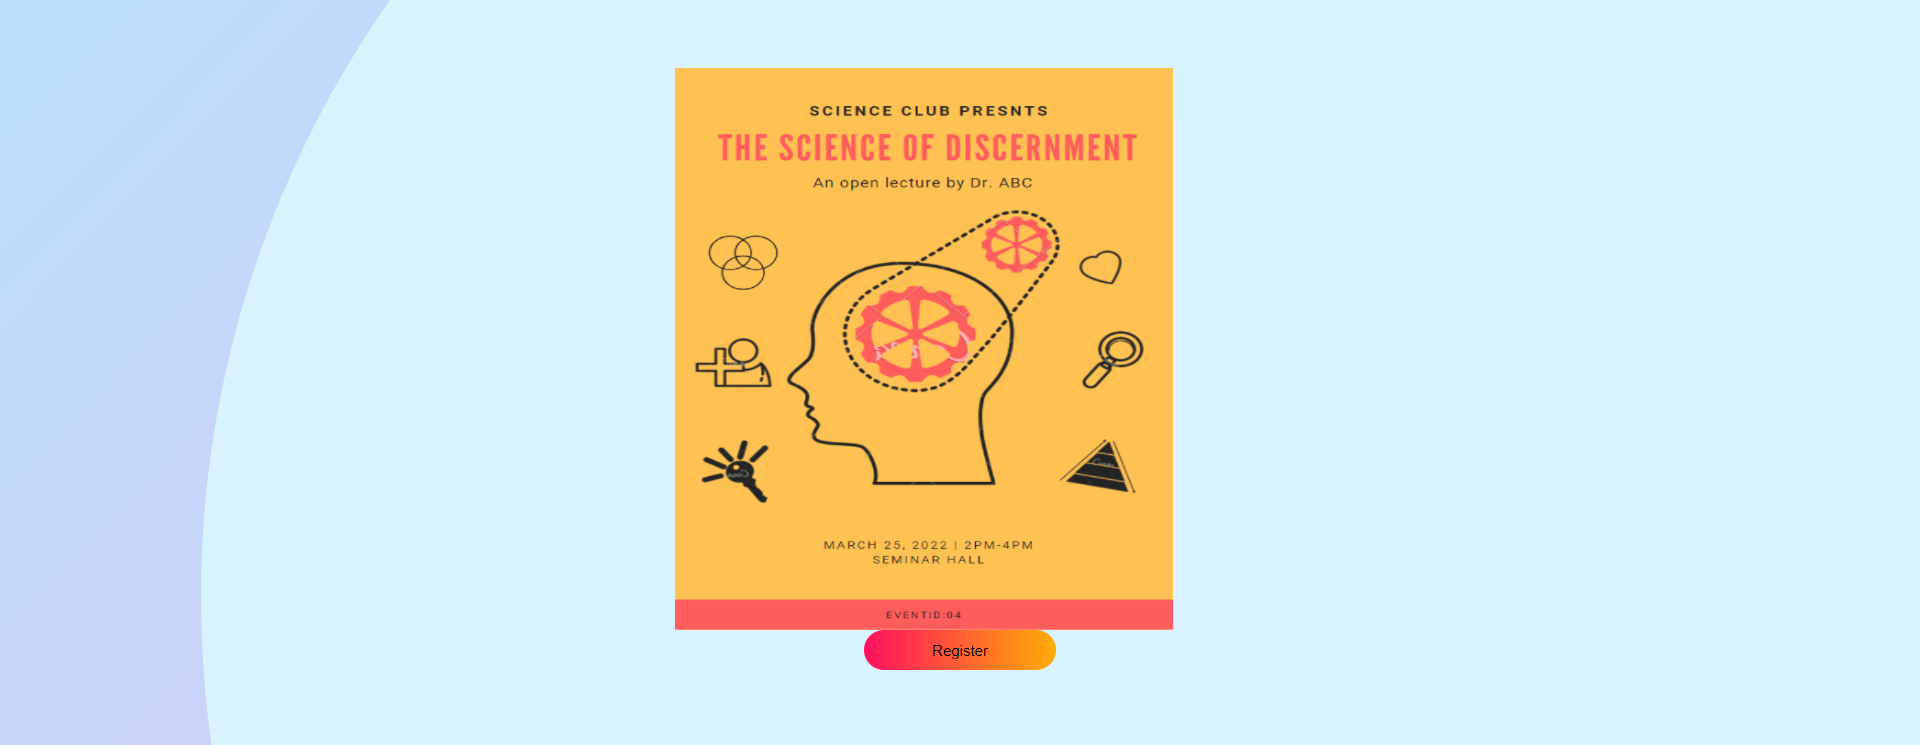 SCIENCE CLUB PRESNTS
THE SCIENCE OF DISCERNMENT
An open lecture by Dr. ABC
MARCH 25, 2022 | 2PM-4PM
SEMINAR HALL
EVENTID:04
Register